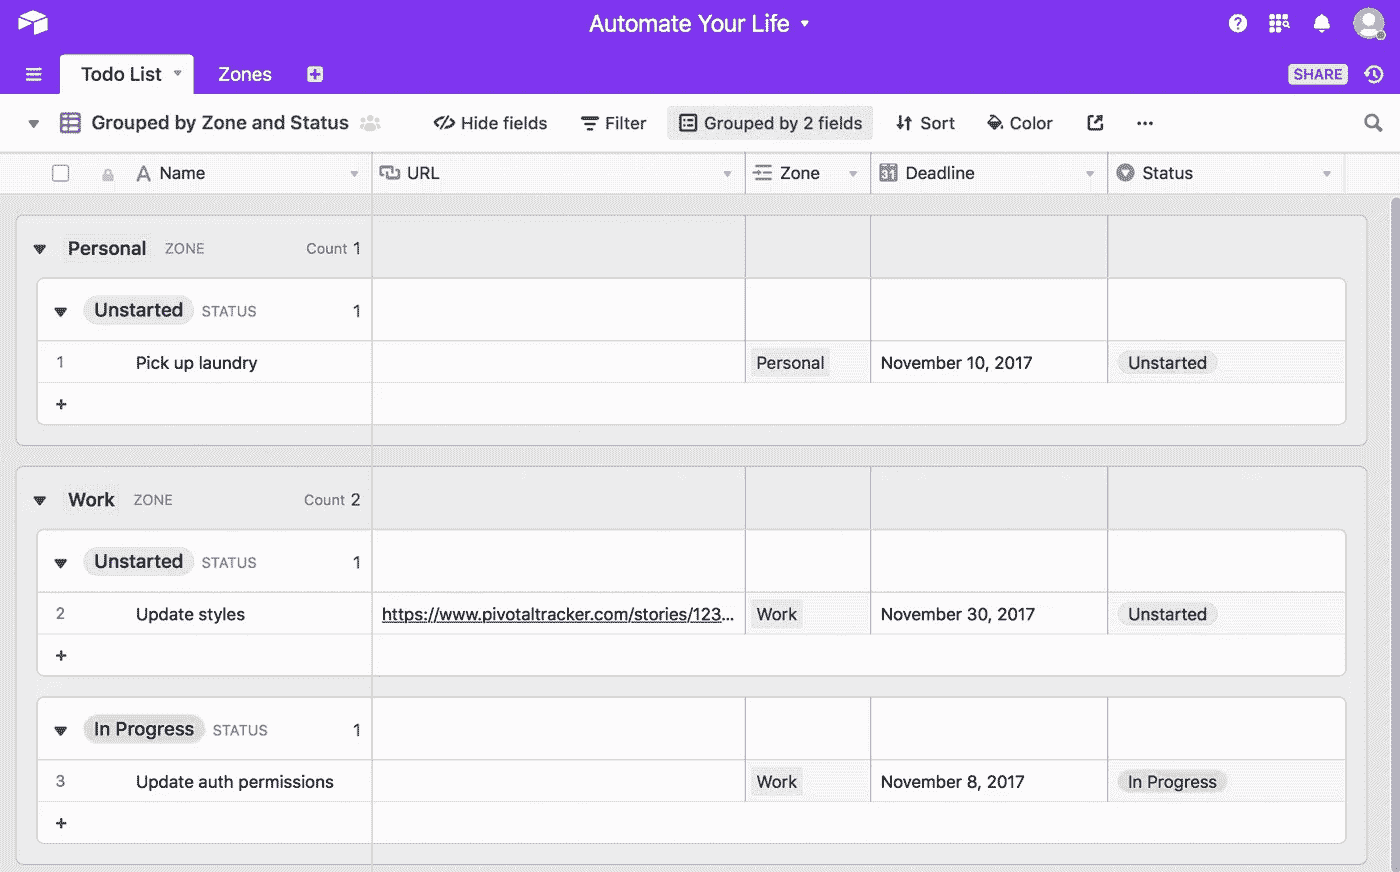 Automate Your Life
Todo List Zones
SHARE
Grouped by Zone and Status Hide fields Filter Grouped by 2 fields Sort Color
Name URL Zone 31 Deadline Status
Personal ZONE Count 1
Unstarted STATUS 1
1 Pick up laundry Personal November 10, 2017 Unstarted
+
Work ZONE Count 2
Unstarted STATUS 1
2 Update styles https://www.pivotaltracker.com/stories/123... Work November 30, 2017 Unstarted
+
In Progress STATUS 1
3 Update auth permissions Work November 8, 2017 In Progress
+